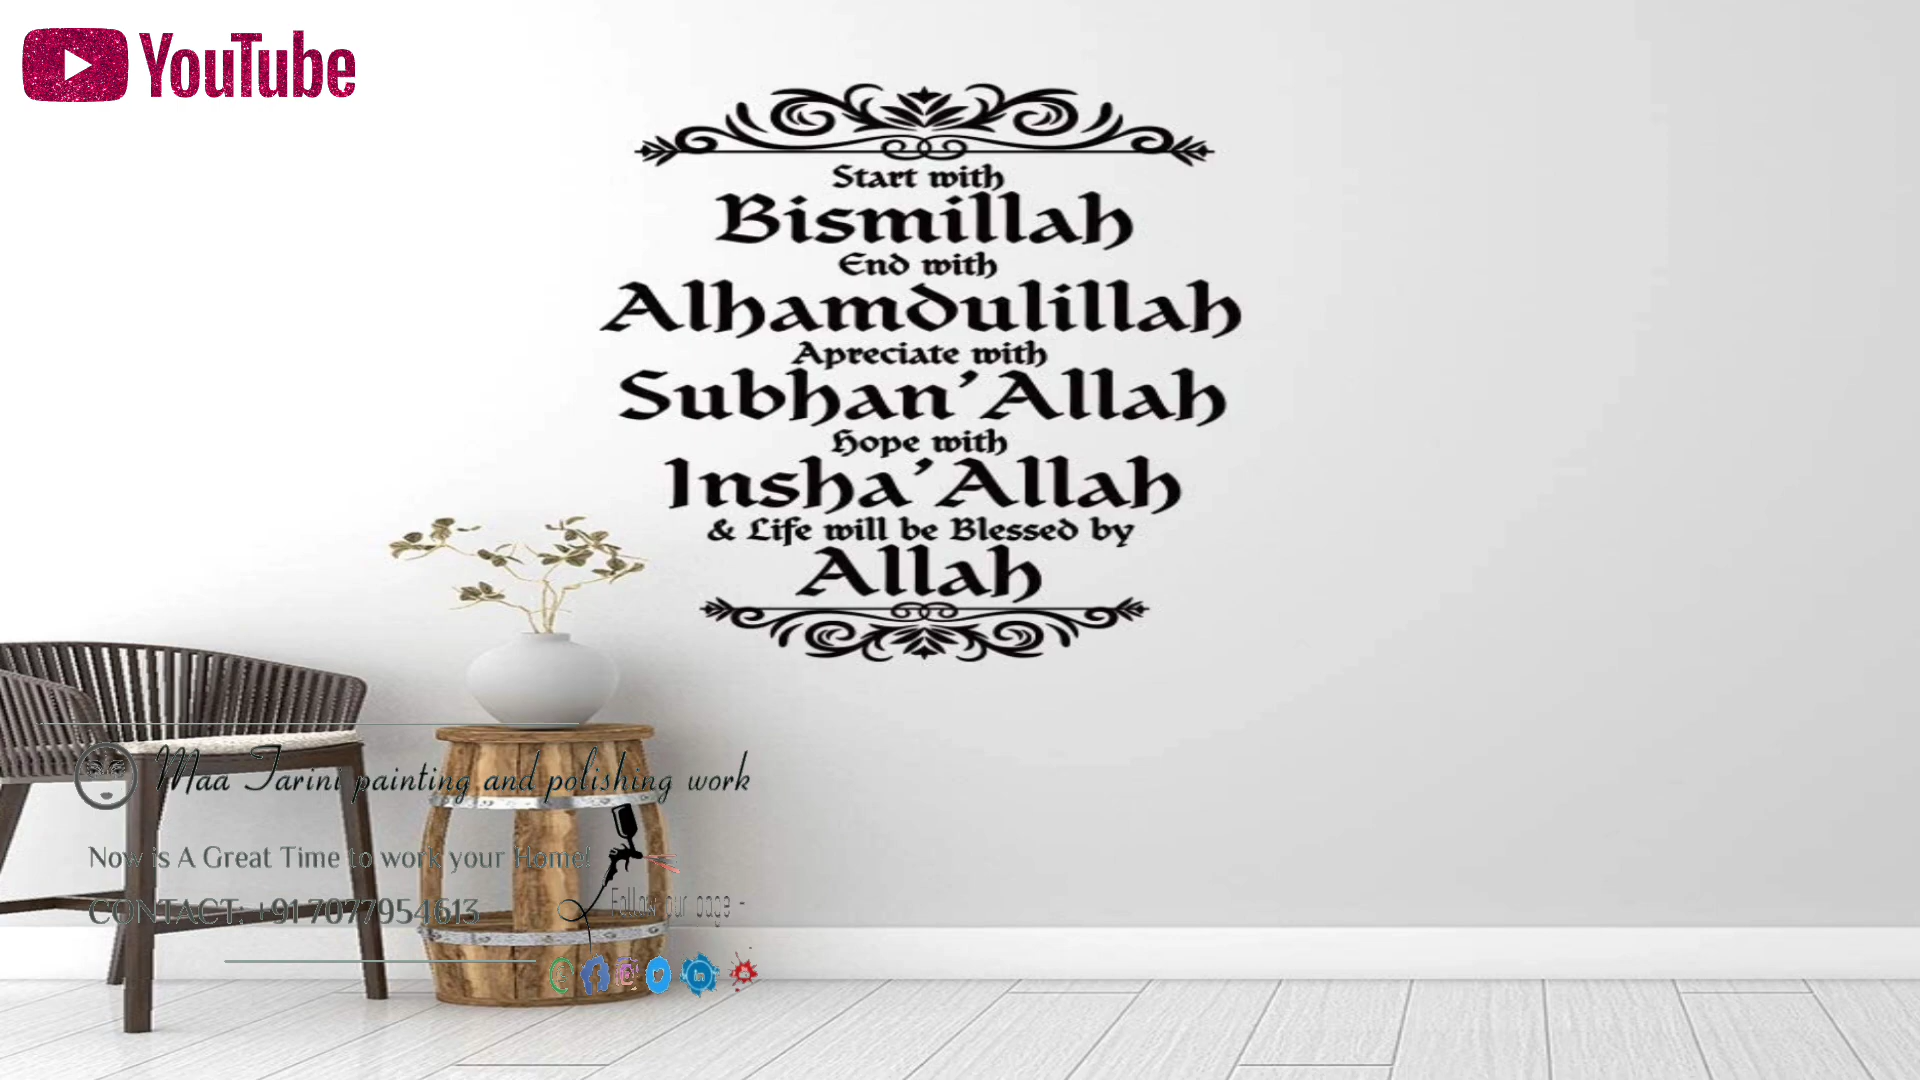 YouTube
Start with
Bismillah
End with
Alhamdulillah
Apreciate with
Subhan'Allah
Hope with
Insha'Allah
& Life will be Blessed by
Allah
Maa Tarini painting and polishing work
Now is A Great Time to work your Home!
CONTACT: +91 7077954613
Follow our page -
in